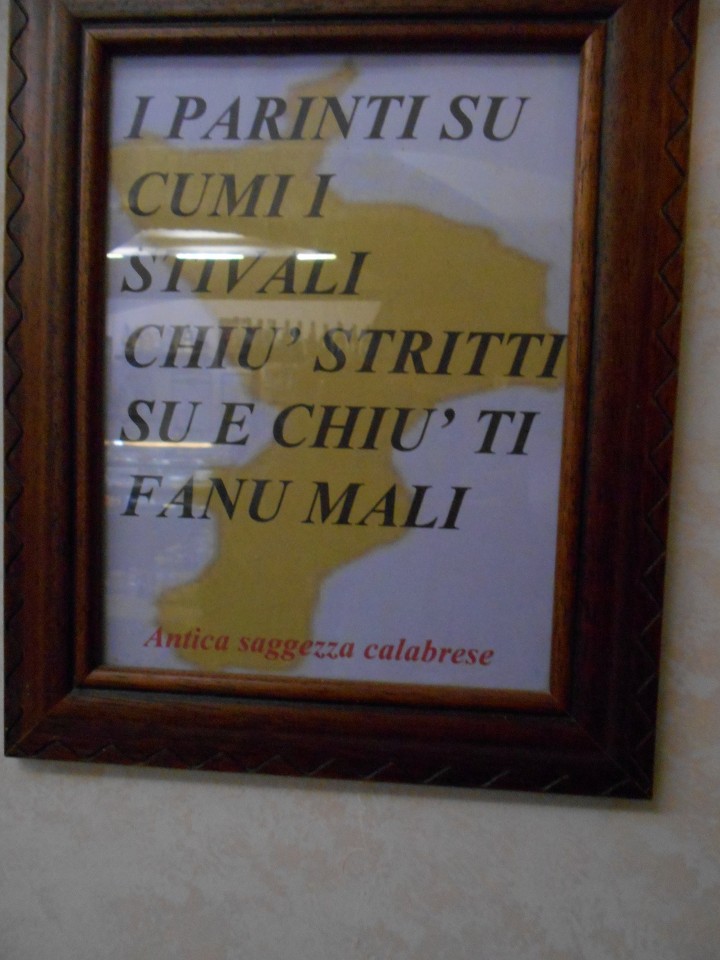 I PARINTI SU
CUMI I
STIVALI
CHIU' STRITTI
SU E CHIU' TI
FANU MALI
Antica saggezza calabrese